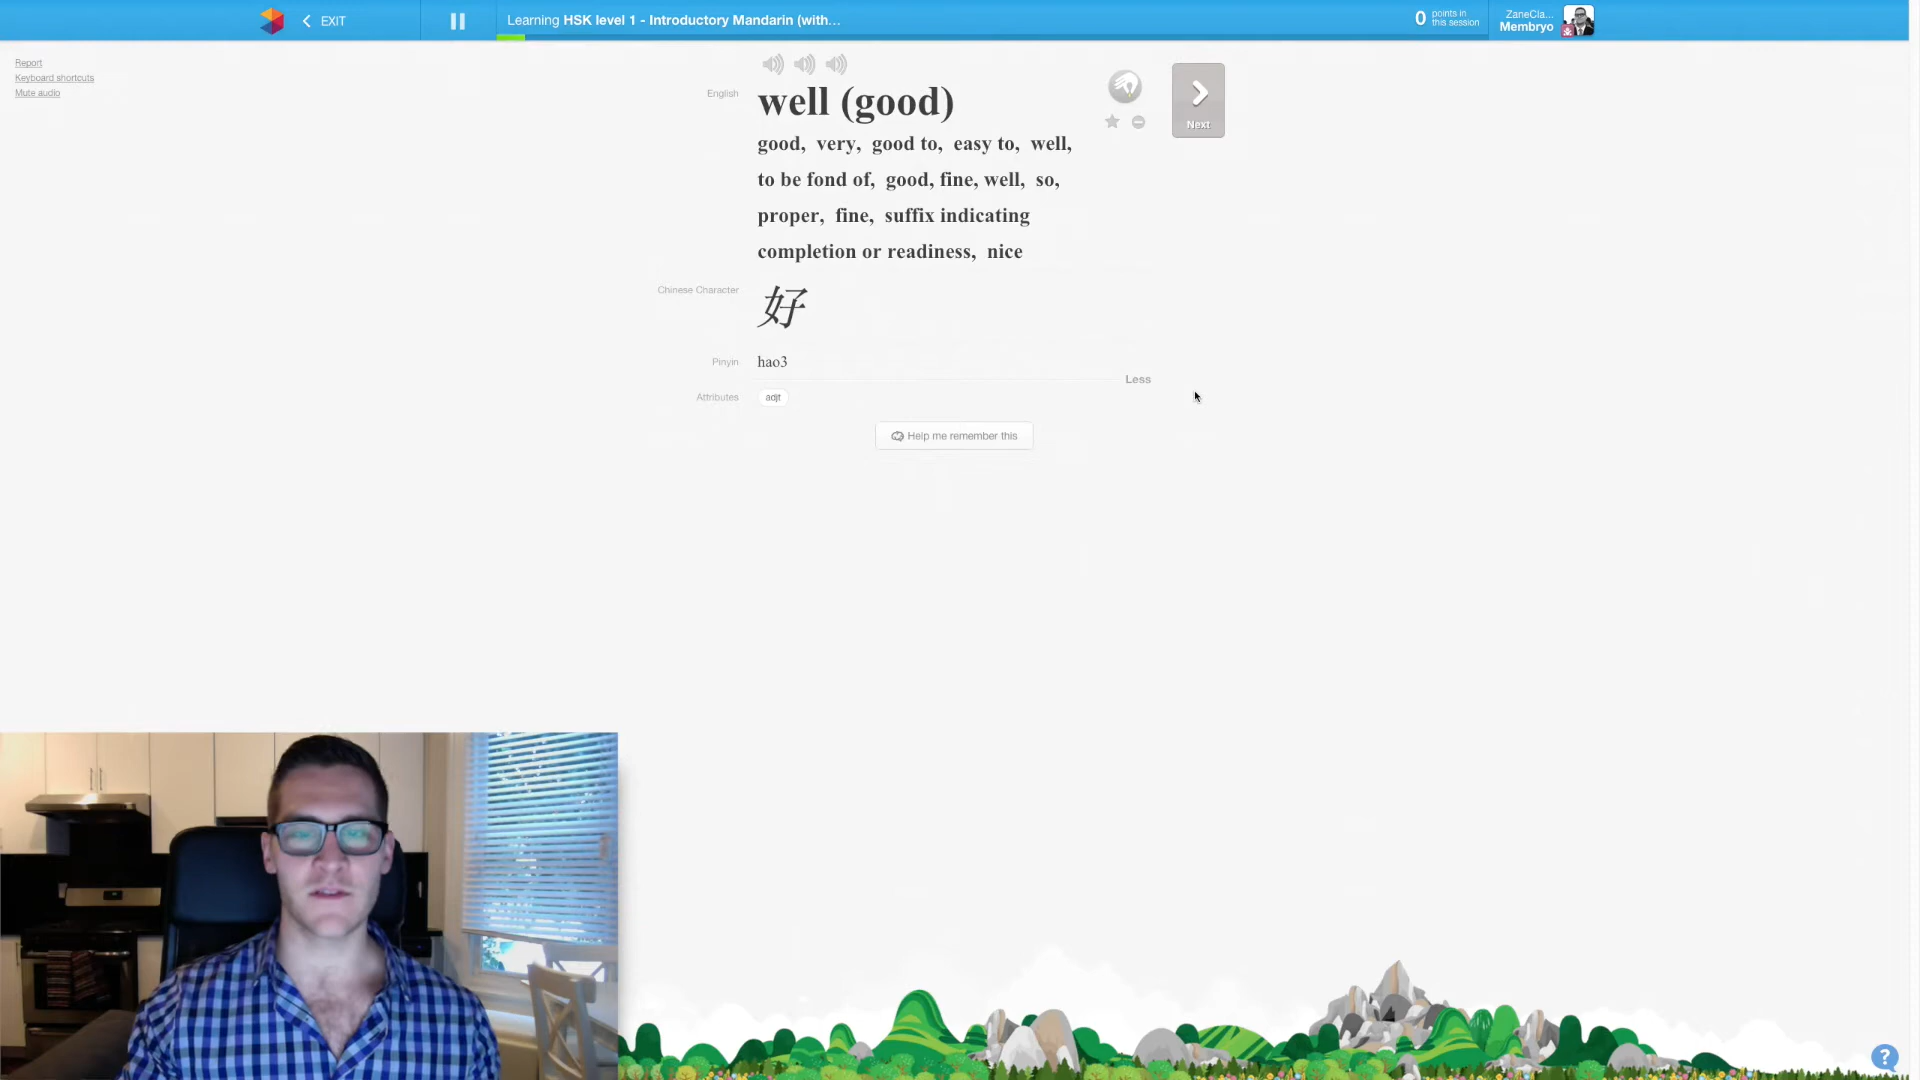 EXIT
Learning HSK level 1 - Introductory Mandarin (with...
0 points in this session
ZaneCla...
Membryo
Report
Keyboard shortcuts
Mute audio
English
well (good)
good, very, good to, easy to, well,
to be fond of, good, fine, well, so,
proper, fine, suffix indicating
completion or readiness, nice
Next
Chinese Character
好
Pinyin
hao3
Less
Attributes
adjt
Help me remember this
?